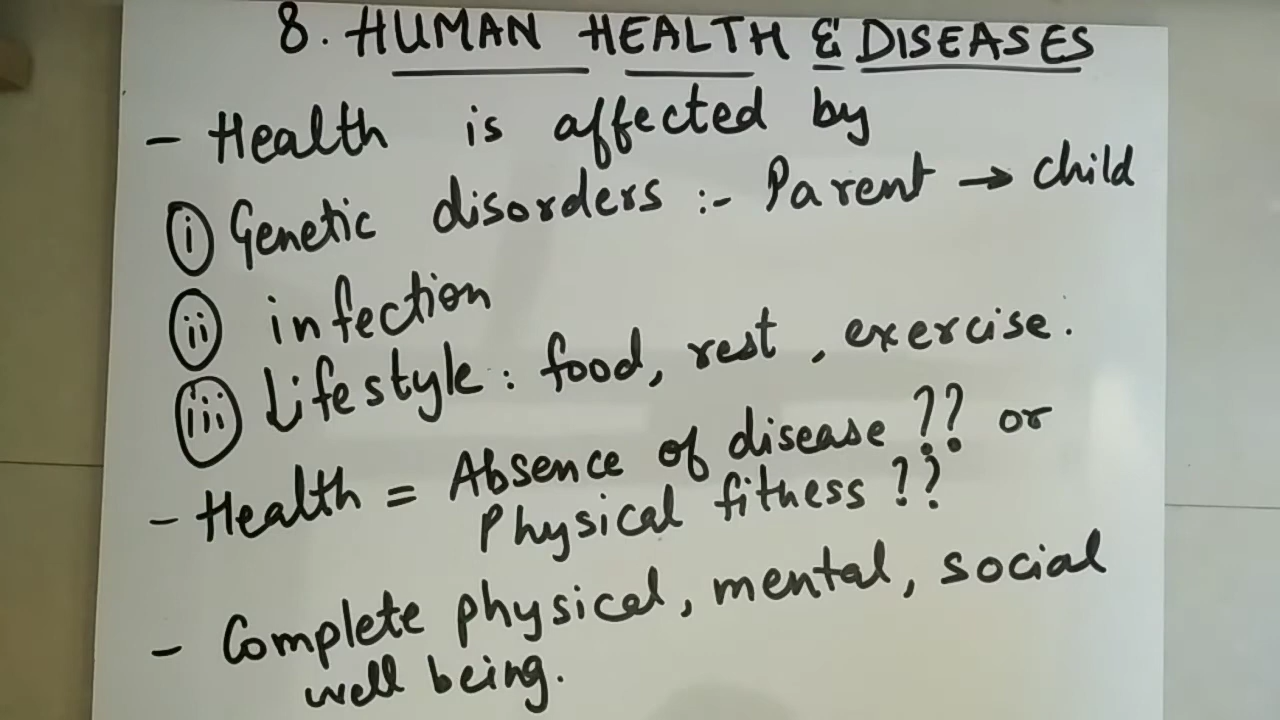 8. HUMAN HEALTH & DISEASES
- Health is affected by
(i) Genetic disorders :- Parent → child
(ii) infection
(iii) Lifestyle : food, rest, exercise.
- Health = Absence of disease ?? or
Physical fitness ??
- Complete physical, mental, social
well being.